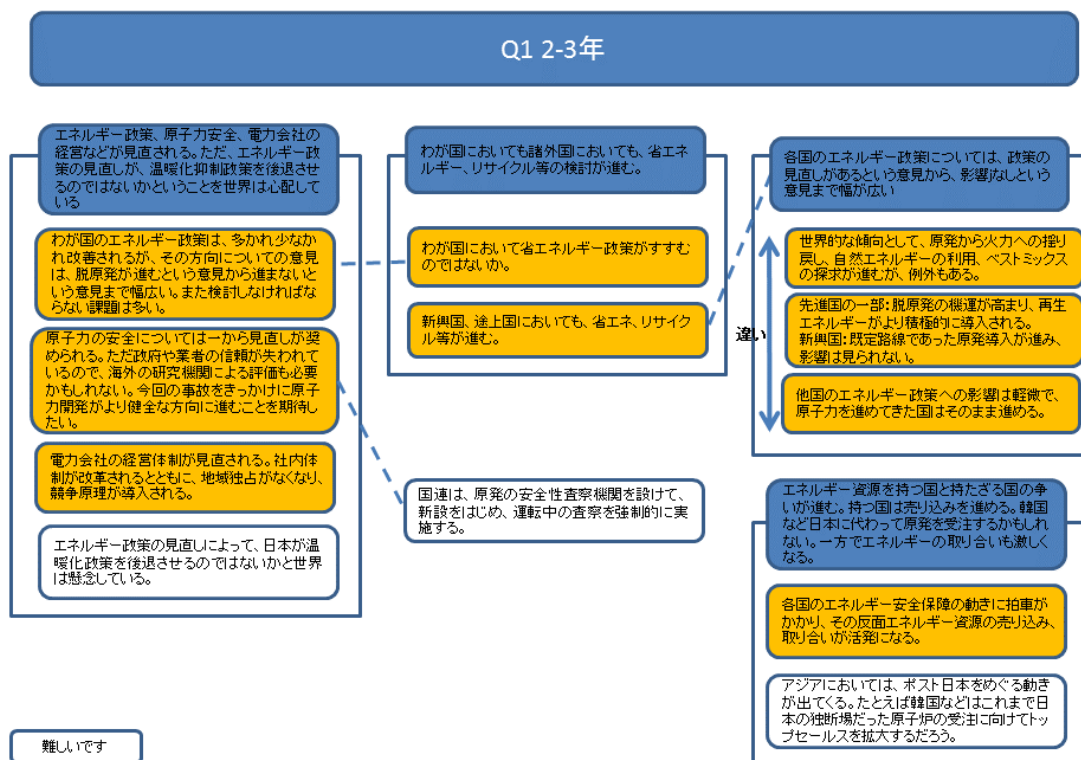 Q1 2-3年
エネルギー政策、原子力安全、電力会社の
経営などが見直される。ただ、エネルギー政
策の見直しが、温暖化抑制政策を後退させ
るのではないかということを世界は心配して
いる
わが国のエネルギー政策は、多かれ少なか
れ改善されるが、その方向についての意見
は、脱原発が進むという意見から進まないと
いう意見まで幅広い。また検討しなければな
らない課題は多い。
原子力の安全については一から見直しが奨
められる。ただ政府や業者の信頼が失われて
いるので、海外の研究機関による評価も必要
かもしれない。今回の事故をきっかけに原子
力開発がより健全な方向に進むことを期待し
たい。
電力会社の経営体制が見直される。社内体
制が改革されるとともに、地域独占がなくなり、
競争原理が導入される。
エネルギー政策の見直しによって、日本が温
暖化政策を後退させるのではないかと世界
は懸念している。
難しいです
わが国においても諸外国においても、省エネ
ルギー、リサイクル等の検討が進む。
わが国において省エネルギー政策がすすむ
のではないか。
新興国、途上国においても、省エネ、リサイク
ル等が進む。
国連は、原発の安全性査察機関を設けて、
新設をはじめ、運転中の査察を強制的に実
施する。
各国のエネルギー政策については、政策の
見直しがあるという意見から、影響なしという
意見まで幅が広い
違い
世界的な傾向として、原発から火力への揺り
戻し、自然エネルギーの利用、ベストミックス
の探求が進むが、例外もある。
先進国の一部：脱原発の機運が高まり、再生
エネルギーがより積極的に導入される。
新興国：既定路線であった原発導入が進み、
影響は見られない。
他国のエネルギー政策への影響は軽微で、
原子力を進めてきた国はそのまま進める。
エネルギー資源を持つ国と持たざる国の争
いが進む。持つ国は売り込みを進める。韓国
など日本に代わって原発を受注するかもしれ
ない。一方でエネルギーの取り合いも激しく
なる。
各国のエネルギー安全保障の動きに拍車が
かかり、その反面エネルギー資源の売り込み、
取り合いが活発になる。
アジアにおいては、ポスト日本をめぐる動き
が出てくる。たとえば韓国などはこれまで日
本の独断場だった原子炉の受注に向けてトッ
プセールスを拡大するだろう。